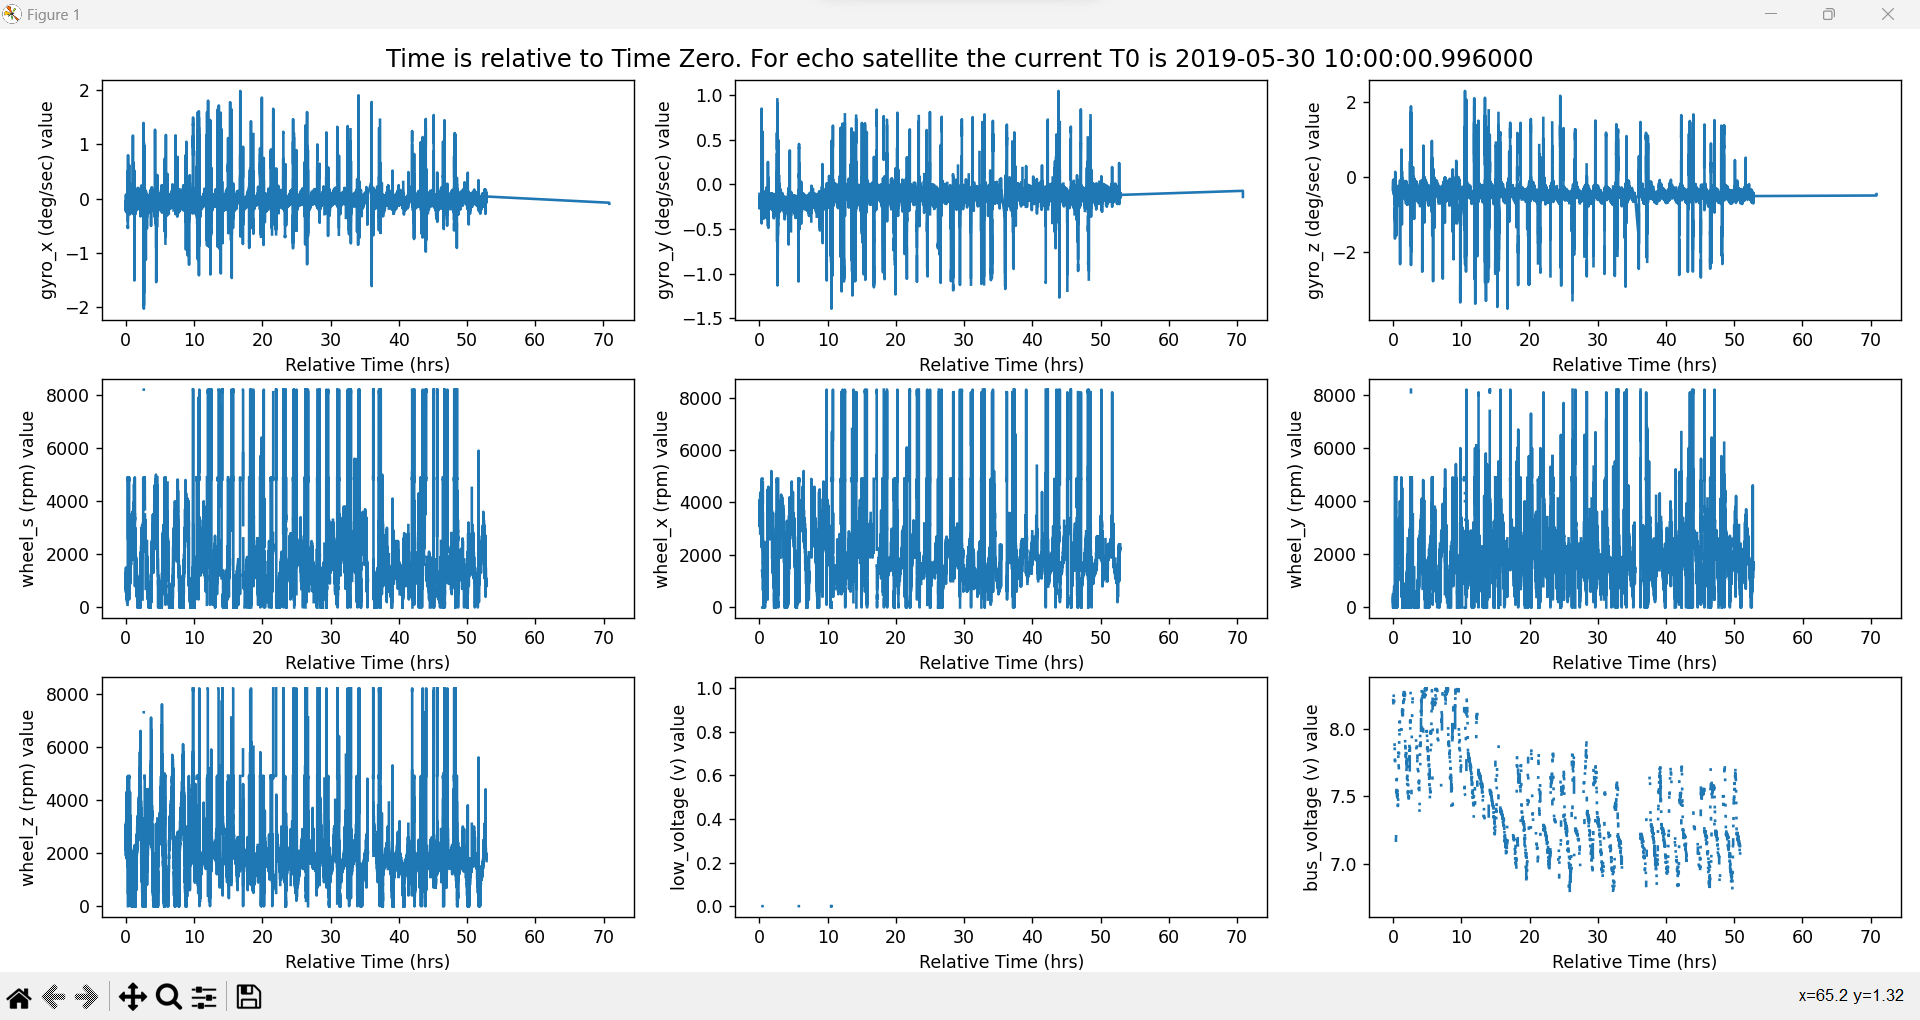 Figure 1
Time is relative to Time Zero. For echo satellite the current T0 is 2019-05-30 10:00:00.996000
gyro_x (deg/sec) value
2
1
0
−1
−2
0 10 20 30 40 50 60 70
Relative Time (hrs)
gyro_y (deg/sec) value
1.0
0.5
0.0
−0.5
−1.0
−1.5
0 10 20 30 40 50 60 70
Relative Time (hrs)
gyro_z (deg/sec) value
2
0
−2
0 10 20 30 40 50 60 70
Relative Time (hrs)
wheel_s (rpm) value
8000
6000
4000
2000
0
0 10 20 30 40 50 60 70
Relative Time (hrs)
wheel_x (rpm) value
8000
6000
4000
2000
0
0 10 20 30 40 50 60 70
Relative Time (hrs)
wheel_y (rpm) value
8000
6000
4000
2000
0
0 10 20 30 40 50 60 70
Relative Time (hrs)
wheel_z (rpm) value
8000
6000
4000
2000
0
0 10 20 30 40 50 60 70
Relative Time (hrs)
low_voltage (v) value
1.0
0.8
0.6
0.4
0.2
0.0
0 10 20 30 40 50 60 70
Relative Time (hrs)
bus_voltage (v) value
8.0
7.5
7.0
0 10 20 30 40 50 60 70
Relative Time (hrs)
x=65.2 y=1.32